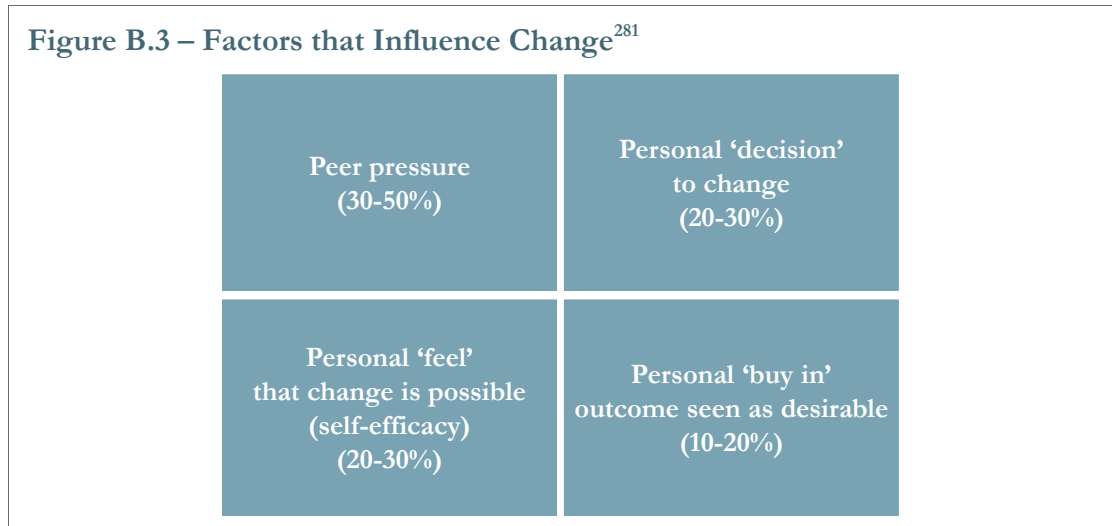 Figure B.3 – Factors that Influence Change281
Peer pressure
(30-50%)
Personal ‘decision’
to change
(20-30%)
Personal ‘feel’
that change is possible
(self-efficacy)
(20-30%)
Personal ‘buy in’
outcome seen as desirable
(10-20%)